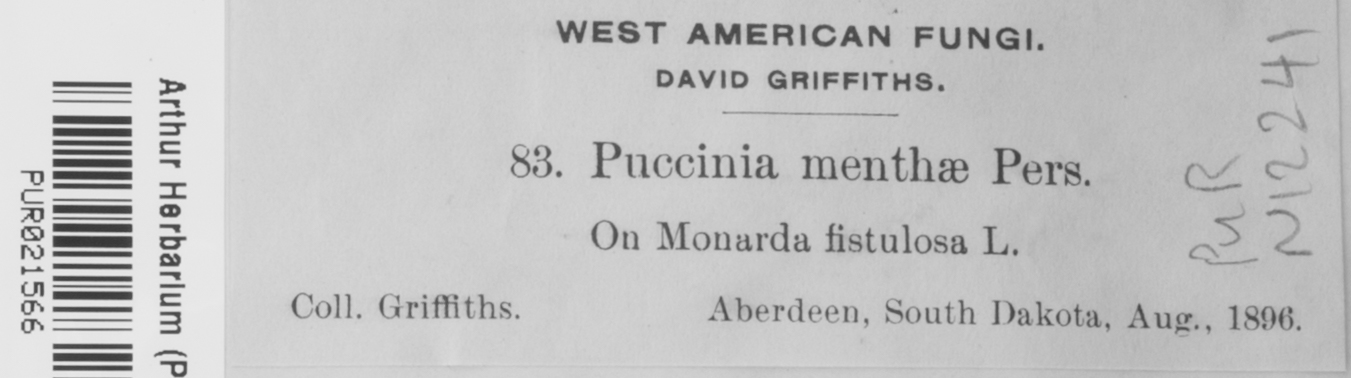 WEST AMERICAN FUNGI.
DAVID GRIFFITHS.
83. Puccinia menthæ Pers.
On Monarda fistulosa L.
Coll. Griffiths. Aberdeen, South Dakota, Aug., 1896.
PUR
N12241
Arthur Herbarium (P
PUR021566